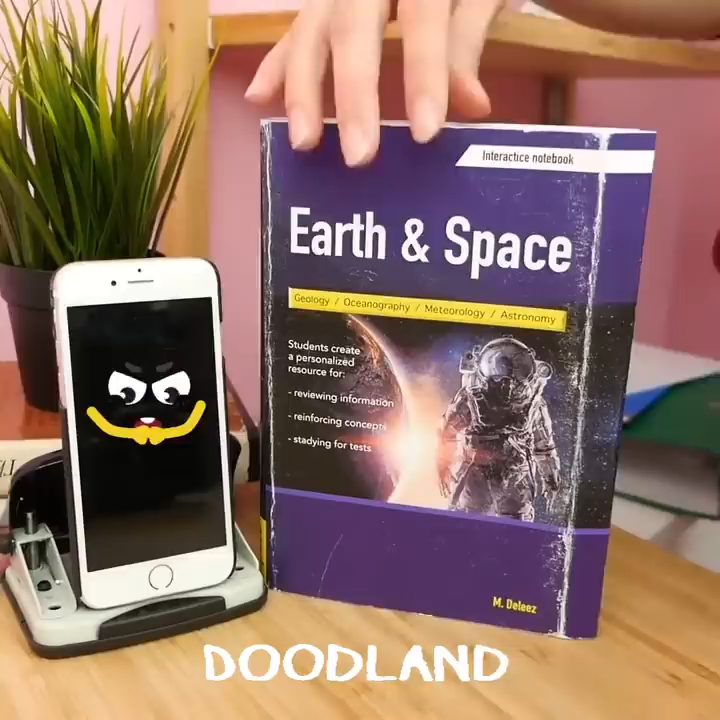 Interactice notebook
Earth & Space
Geology / Oceanography / Meteorology / Astronomy
Students create
a personalized
resource for:
- reviewing information
- reinforcing concepts
- stadying for tests
M. Deleez
DOODLAND